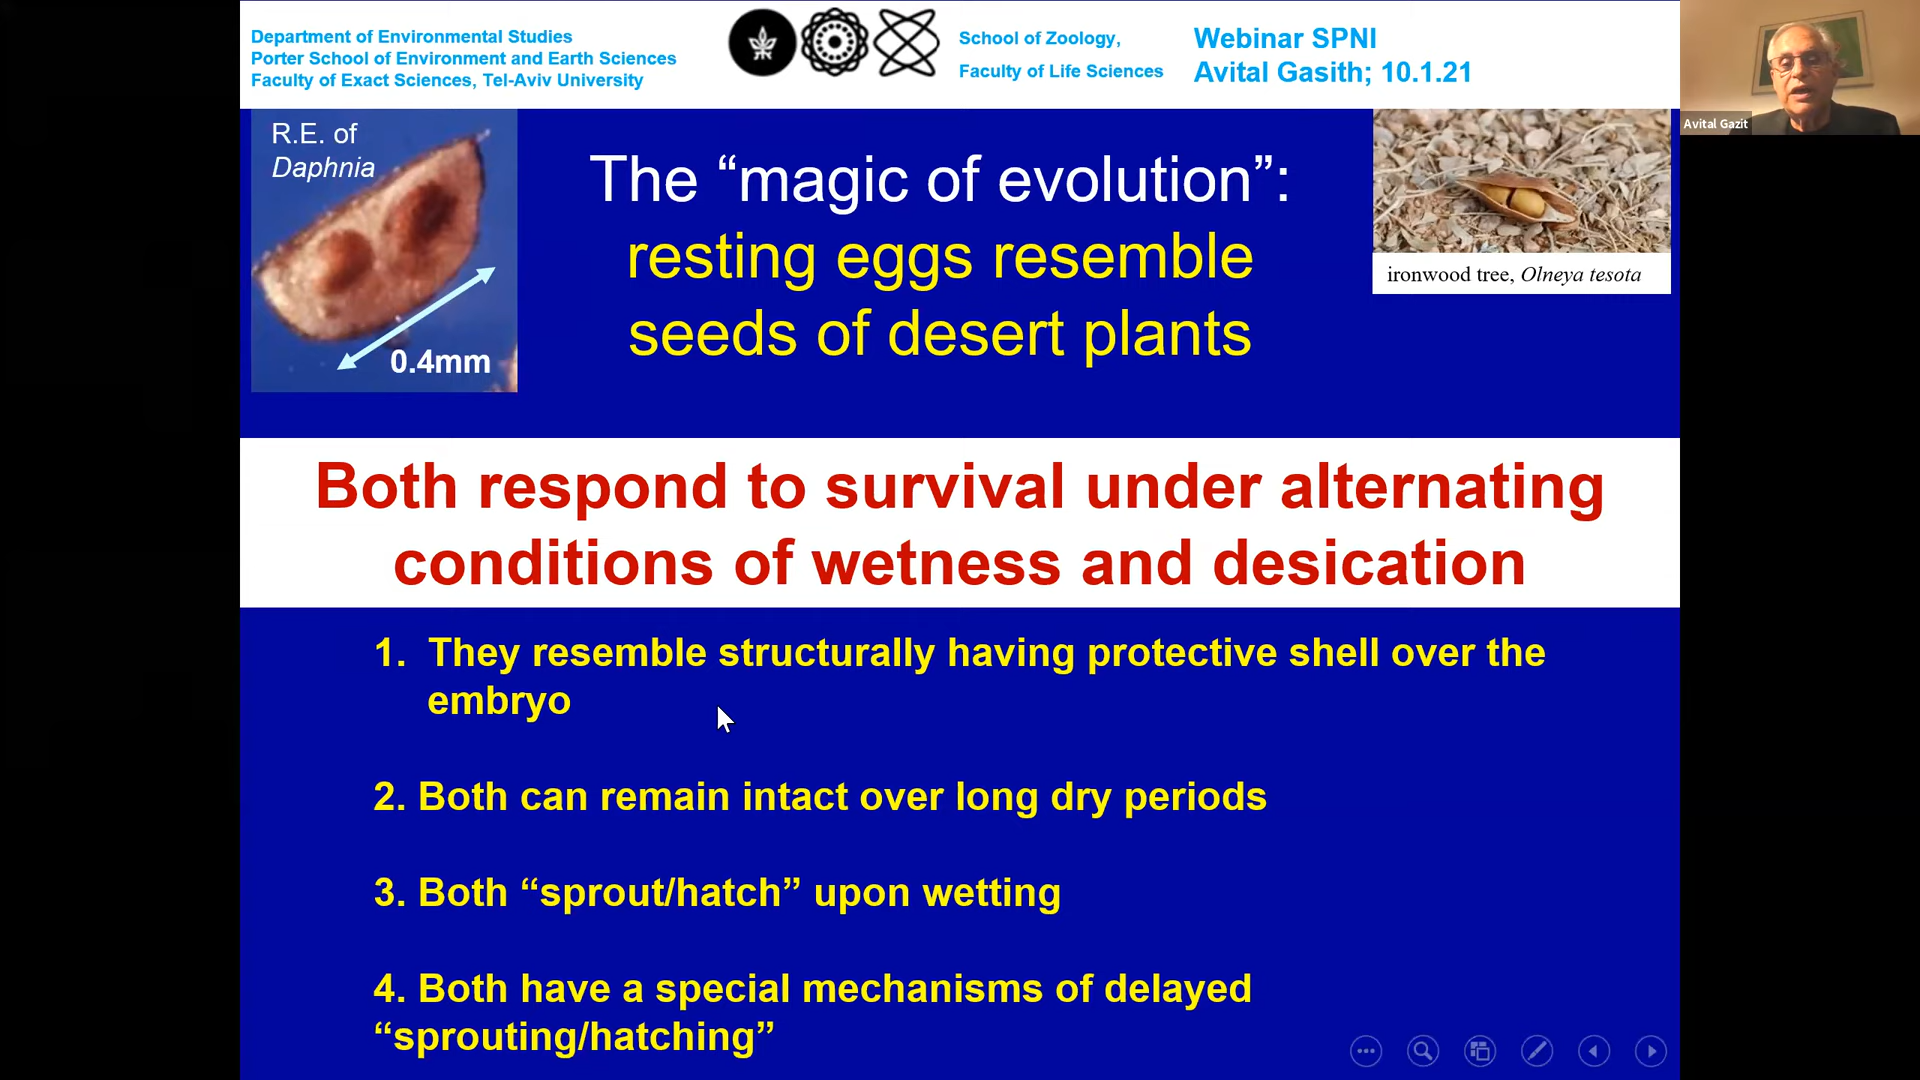 Department of Environmental Studies
Porter School of Environment and Earth Sciences
Faculty of Exact Sciences, Tel-Aviv University
School of Zoology,
Faculty of Life Sciences
Webinar SPNI
Avital Gasith; 10.1.21
Avital Gazit
R.E. of
Daphnia
0.4mm
The “magic of evolution”:
resting eggs resemble
seeds of desert plants
ironwood tree, Olneya tesota
Both respond to survival under alternating
conditions of wetness and desication
1. They resemble structurally having protective shell over the
embryo
2. Both can remain intact over long dry periods
3. Both “sprout/hatch” upon wetting
4. Both have a special mechanisms of delayed
“sprouting/hatching”